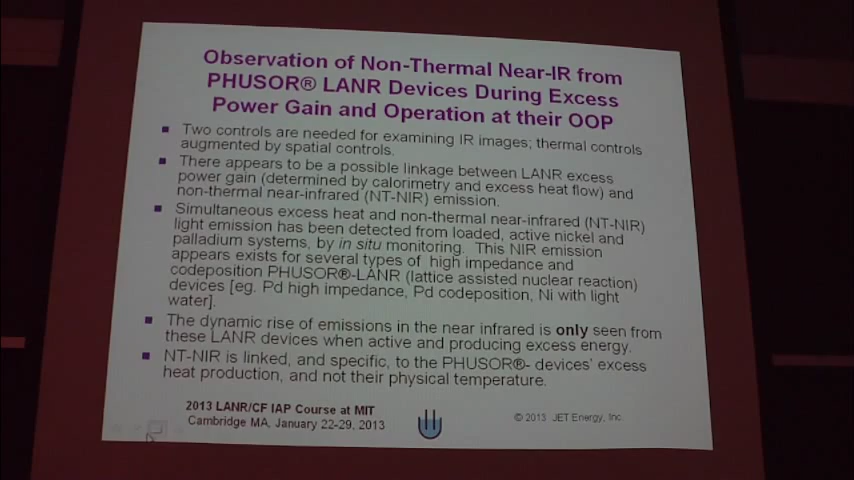 Observation of Non-Thermal Near-IR from
PHUSOR® LANR Devices During Excess
Power Gain and Operation at their OOP
Two controls are needed for examining IR images; thermal controls
augmented by spatial controls.
There appears to be a possible linkage between LANR excess
power gain (determined by calorimetry and excess heat flow) and
non-thermal near-infrared (NT-NIR) emission.
Simultaneous excess heat and non-thermal near-infrared (NT-NIR)
light emission has been detected from loaded, active nickel and
palladium systems, by in situ monitoring. This NIR emission
appears exists for several types of high impedance and
codeposition PHUSOR®-LANR (lattice assisted nuclear reaction)
devices [eg. Pd high impedance, Pd codeposition, Ni with light
water].
The dynamic rise of emissions in the near infrared is only seen from
these LANR devices when active and producing excess energy.
NT-NIR is linked, and specific, to the PHUSOR®- devices' excess
heat production, and not their physical temperature.
2013 LANR/CF IAP Course at MIT
Cambridge MA, January 22-29, 2013
© 2013 JET Energy, Inc.